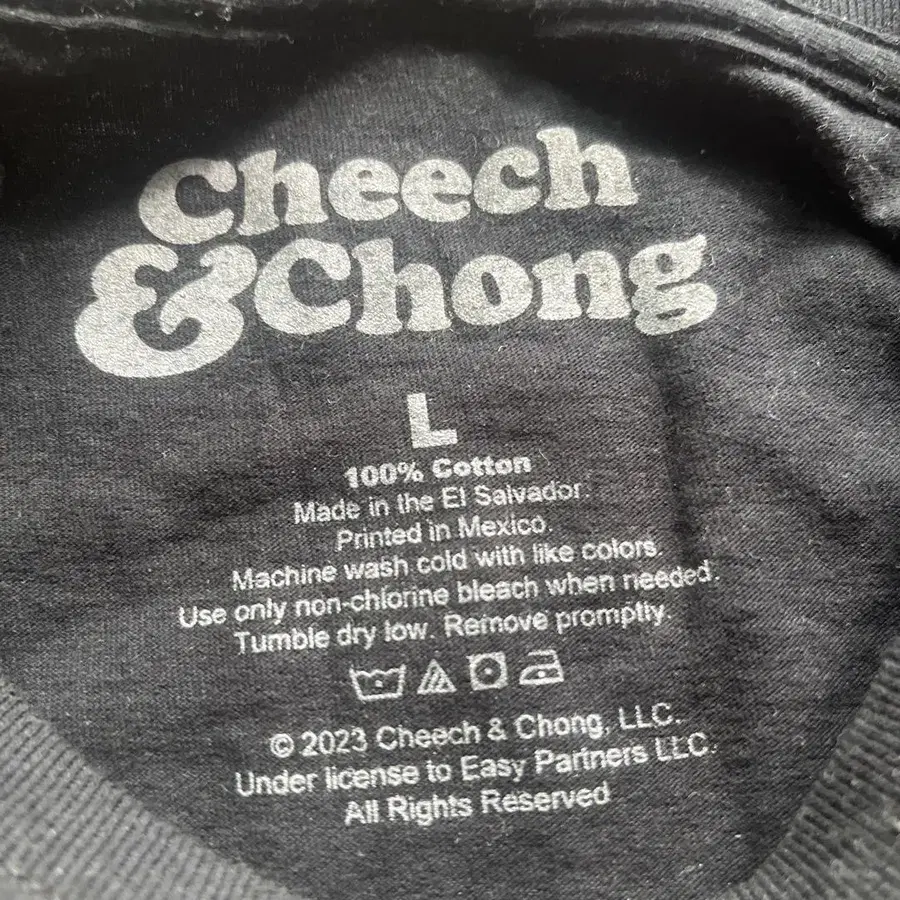 Cheech
& Chong
L
100% Cotton
Made in the El Salvador.
Printed in Mexico.
Machine wash cold with like colors.
Use only non-chlorine bleach when needed.
Tumble dry low. Remove promptly.
© 2023 Cheech & Chong, LLC.
Under license to Easy Partners LLC.
All Rights Reserved